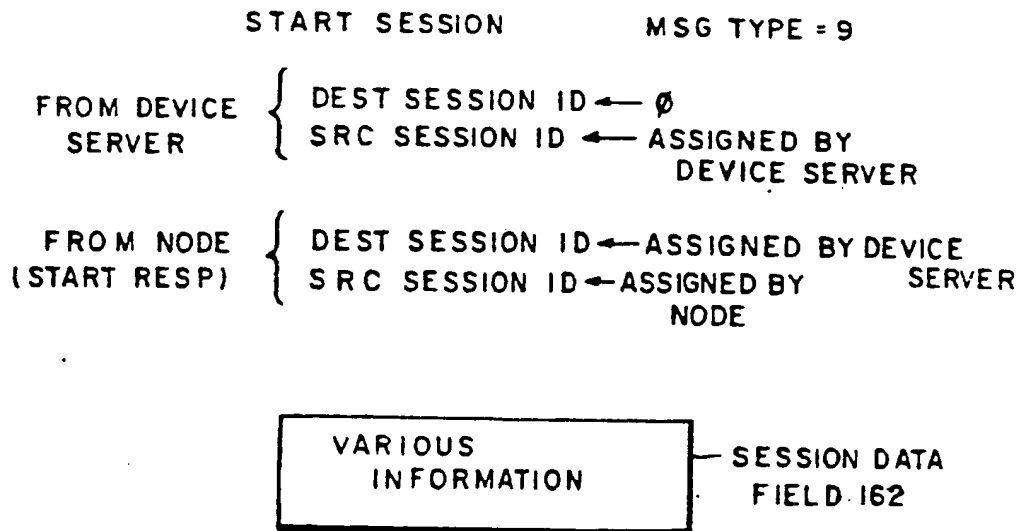 START SESSION MSG TYPE = 9
FROM DEVICE SERVER
DEST SESSION ID ← ∅
SRC SESSION ID ← ASSIGNED BY DEVICE SERVER
FROM NODE (START RESP)
DEST SESSION ID ← ASSIGNED BY DEVICE SERVER
SRC SESSION ID ← ASSIGNED BY NODE
VARIOUS
INFORMATION
SESSION DATA
FIELD 162